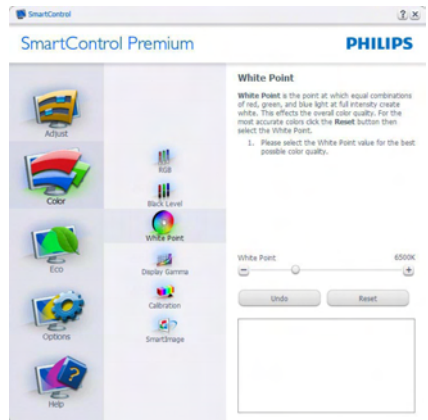 SmartControl
SmartControl Premium
PHILIPS
Adjust
Color
Eco
Options
Help
RGB
Black Level
White Point
Display Gamma
Calibration
SmartImage
White Point
White Point is the point at which equal combinations
of red, green, and blue light at full intensity create
white. This effects the overall color quality. For the
most accurate colors click the Reset button then
select the White Point.
1. Please select the White Point value for the best
possible color quality.
White Point 6500K
Undo Reset